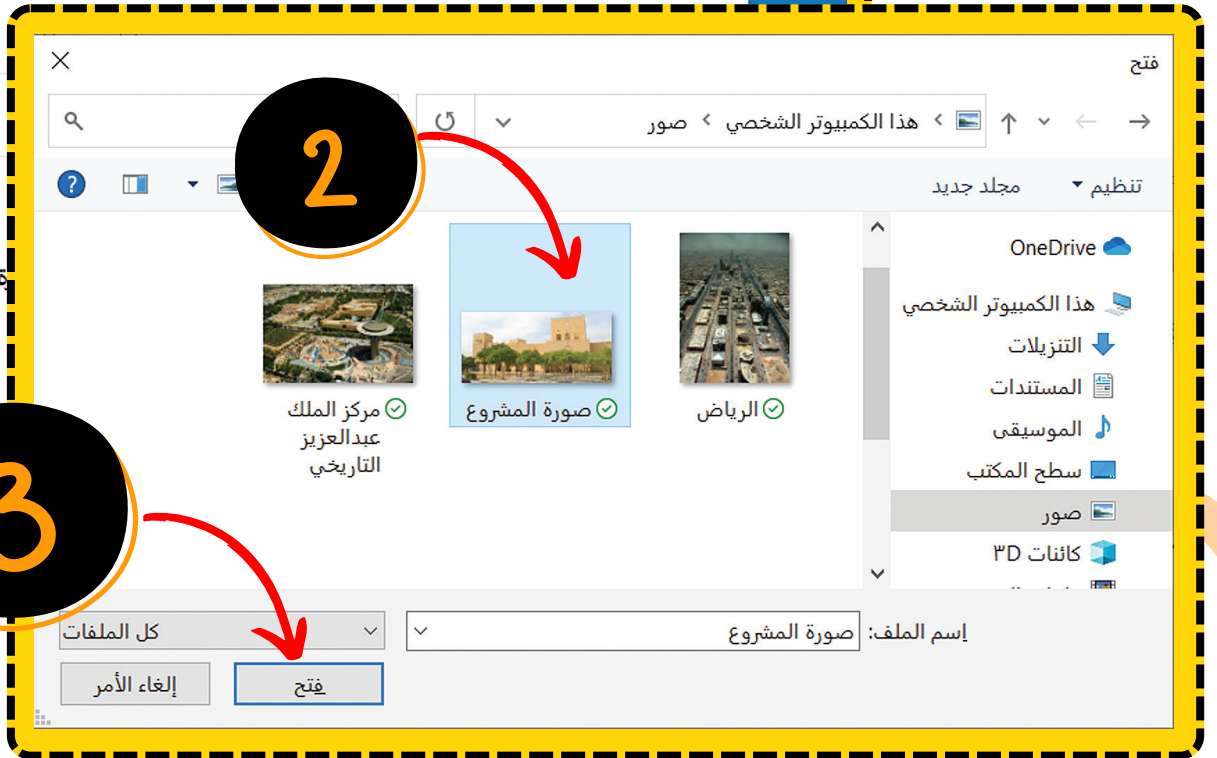 فتح
هذا الكمبيوتر الشخصي
صور
2
تنظيم
مجلد جديد
OneDrive
هذا الكمبيوتر الشخصي
التنزيلات
المستندات
الموسيقى
سطح المكتب
صور
كائنات ٣D
الرياض
صورة المشروع
مركز الملك
عبدالعزيز
التاريخي
3
إسم الملف:
صورة المشروع
كل الملفات
فتح
إلغاء الأمر